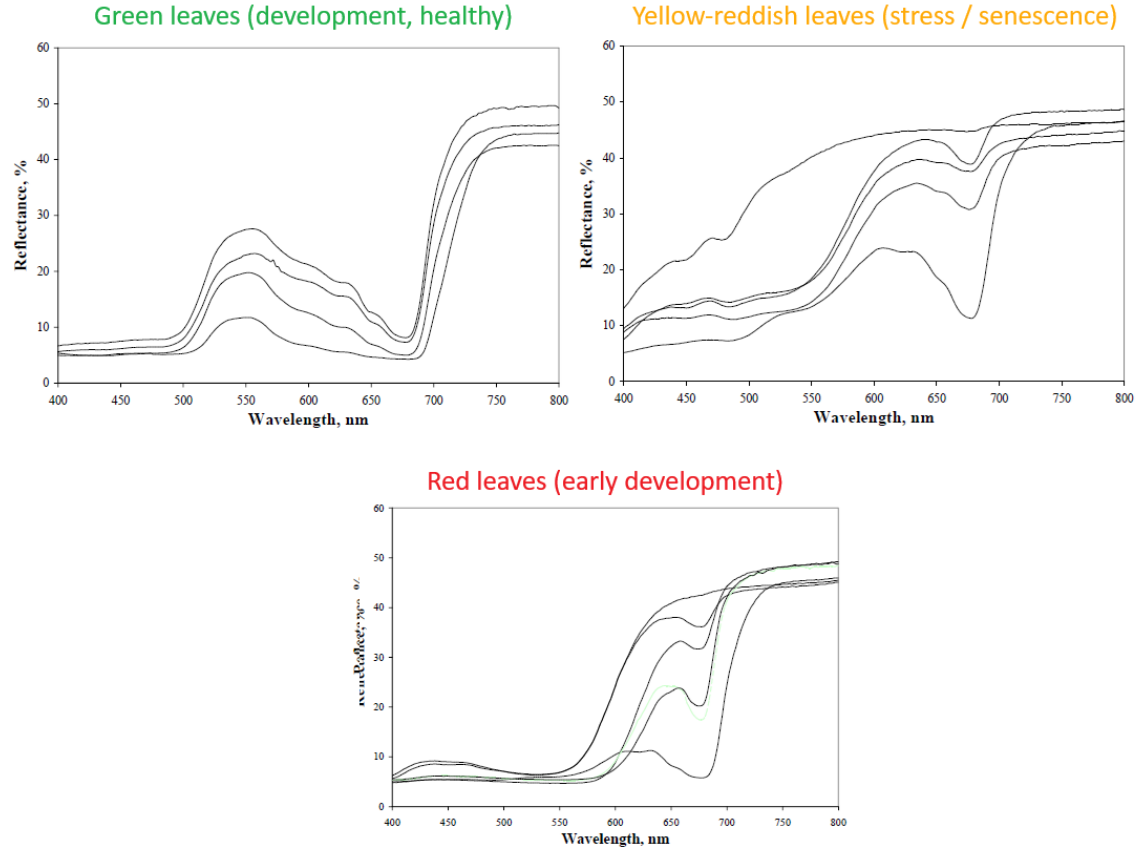 Green leaves (development, healthy)
60
50
40
30
20
10
0
Reflectance, %
400 450 500 550 600 650 700 750 800
Wavelength, nm
Yellow-reddish leaves (stress / senescence)
60
50
40
30
20
10
0
Reflectance, %
400 450 500 550 600 650 700 750 800
Wavelength, nm
Red leaves (early development)
60
50
40
30
20
10
0
400 450 500 550 600 650 700 750 800
Wavelength, nm